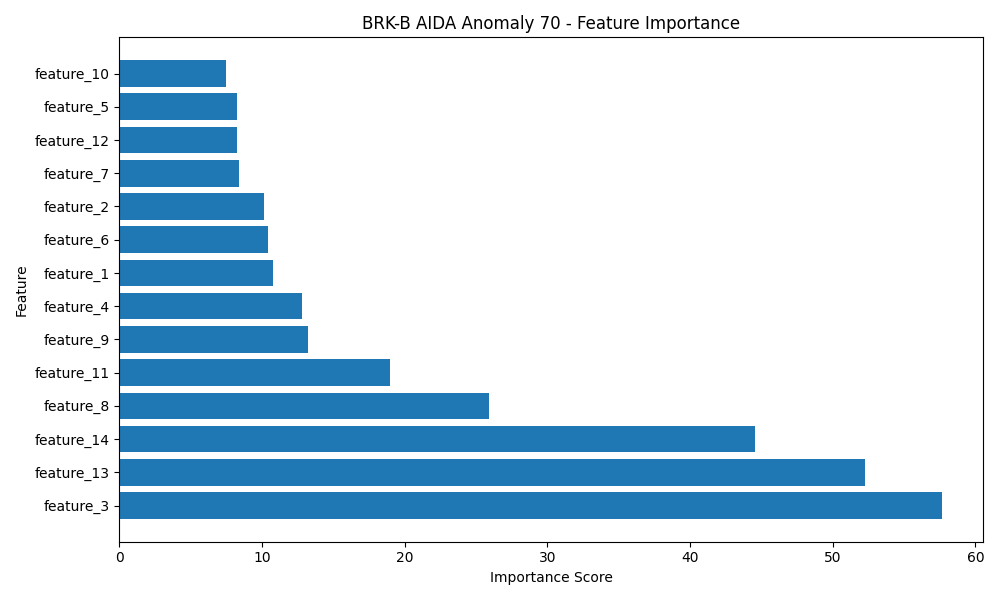 BRK-B AIDA Anomaly 70 - Feature Importance
feature_10
feature_5
feature_12
feature_7
feature_2
feature_6
feature_1
feature_4
feature_9
feature_11
feature_8
feature_14
feature_13
feature_3
Feature
0 10 20 30 40 50 60
Importance Score